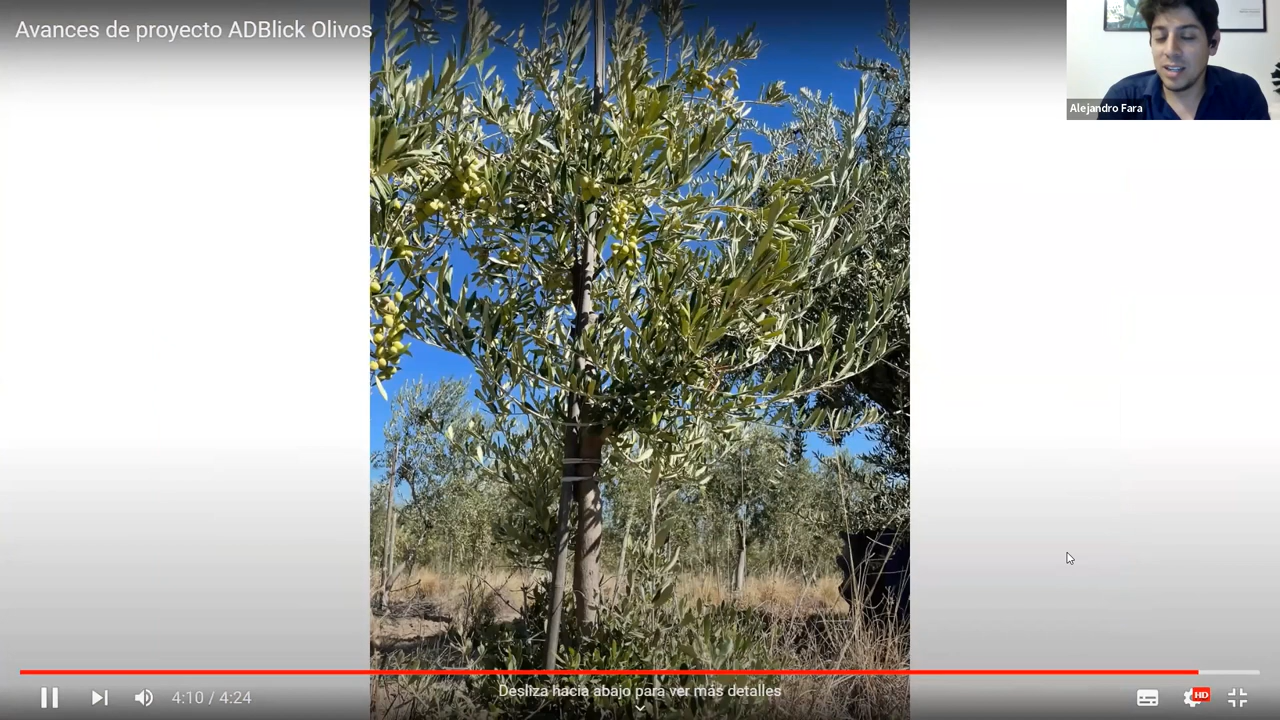 Avances de proyecto ADBlick Olivos
Alejandro Fara
4:10 / 4:24
Desliza hacia abajo para ver más detalles
HD